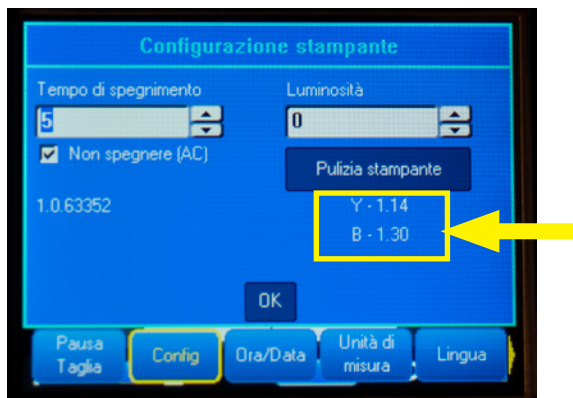 Configurazione stampante
Tempo di spegnimento
Luminosità
5
0
Non spegnere (AC)
Pulizia stampante
1.0.63352
Y - 1.14
B - 1.30
OK
Pausa
Taglia
Config
Ora/Data
Unità di
misura
Lingua